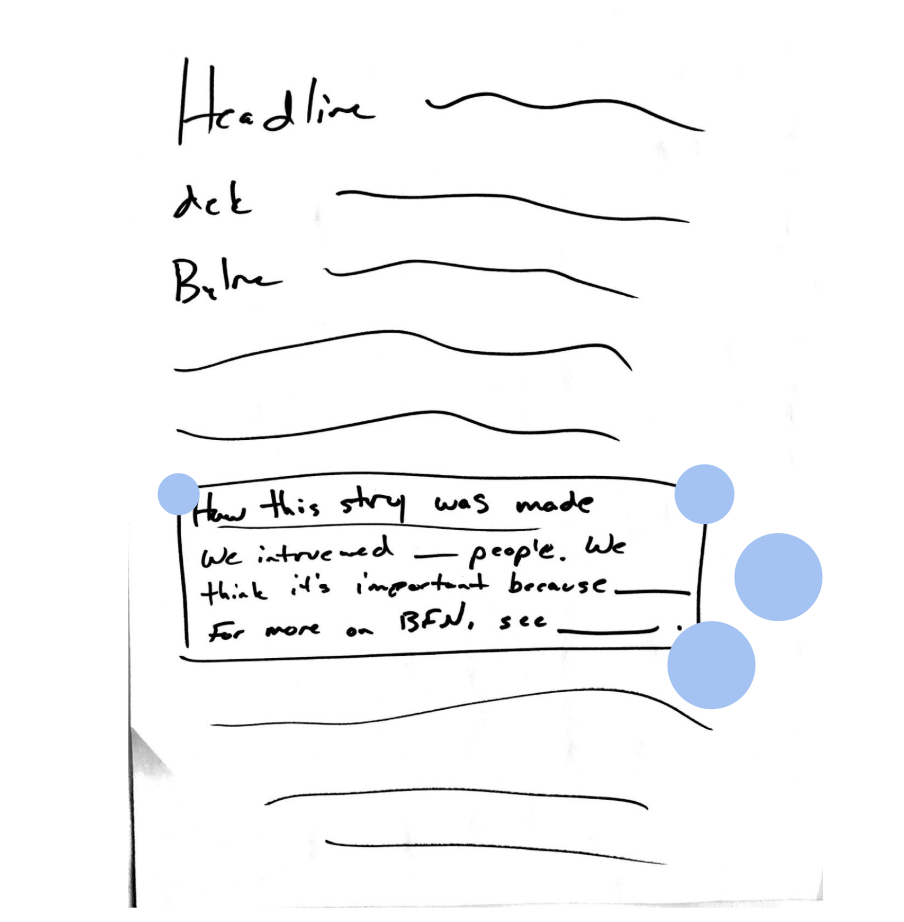 Headline
dek
Byline
How this story was made
We interviewed — people. We
think it's important because
For more on BFN, see .